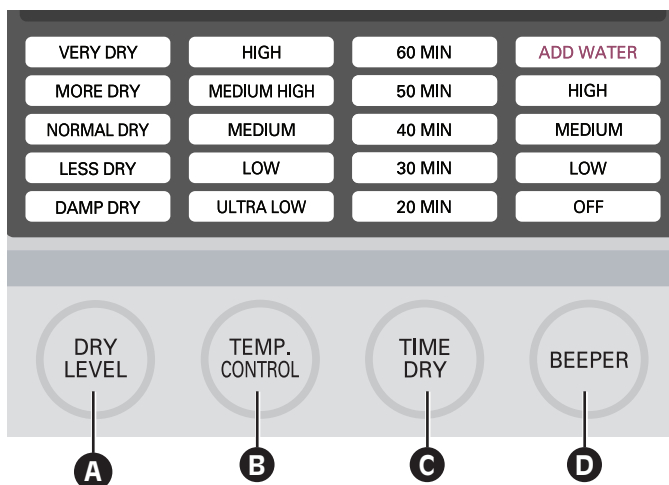 VERY DRY HIGH 60 MIN ADD WATER
MORE DRY MEDIUM HIGH 50 MIN HIGH
NORMAL DRY MEDIUM 40 MIN MEDIUM
LESS DRY LOW 30 MIN LOW
DAMP DRY ULTRA LOW 20 MIN OFF
DRY
LEVEL
TEMP.
CONTROL
TIME
DRY
BEEPER
A B C D